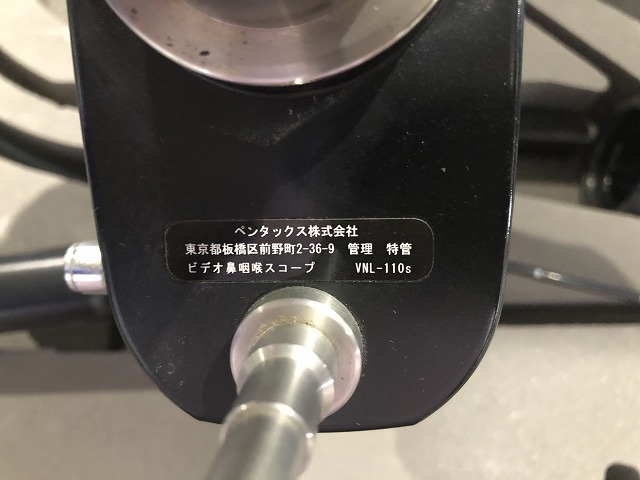 ペンタックス株式会社
東京都板橋区前野町2-36-9 管理 特管
ビデオ鼻咽喉スコープ VNL-110s